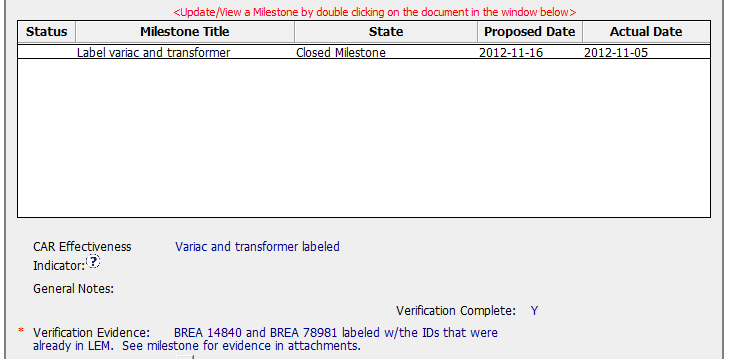 <Update/View a Milestone by double clicking on the document in the window below>
Status Milestone Title State Proposed Date Actual Date
Label variac and transformer Closed Milestone 2012-11-16 2012-11-05
CAR Effectiveness Variac and transformer labeled
Indicator: ?
General Notes:
Verification Complete: Y
* Verification Evidence: BREA 14840 and BREA 78981 labeled w/the IDs that were
already in LEM. See milestone for evidence in attachments.